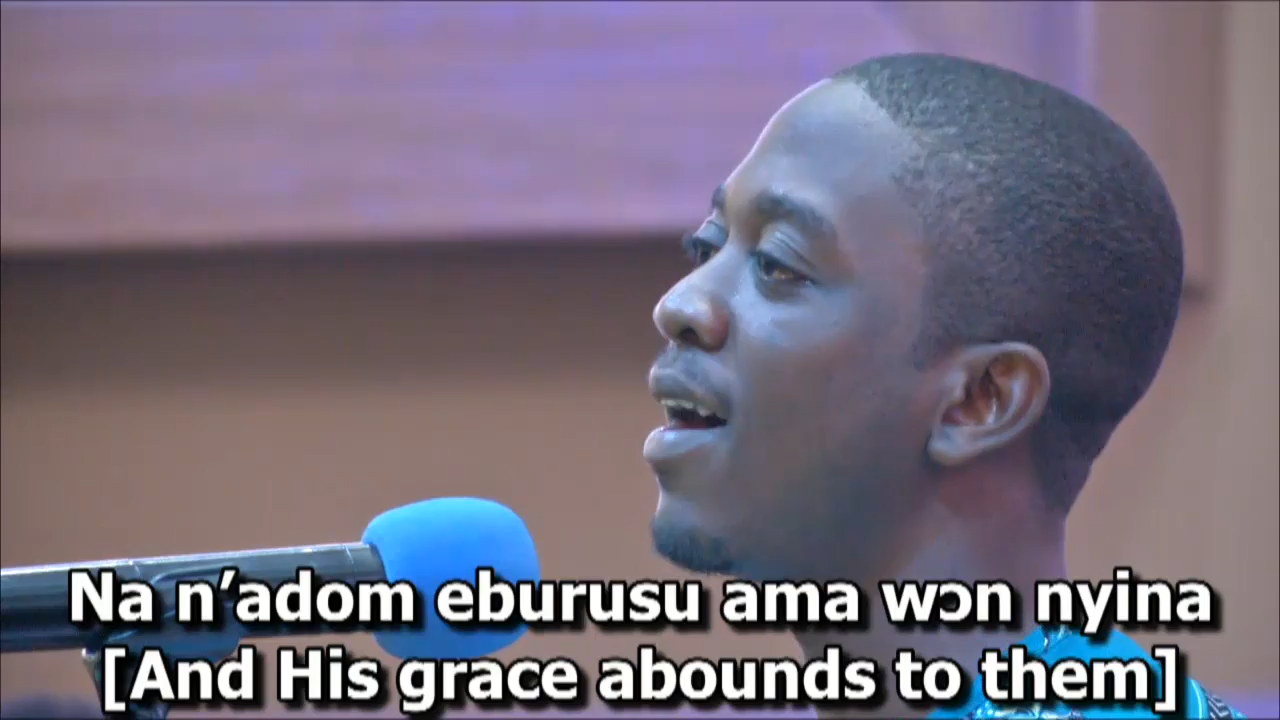 Na n’adom eburusu ama wɔn nyina
[And His grace abounds to them]